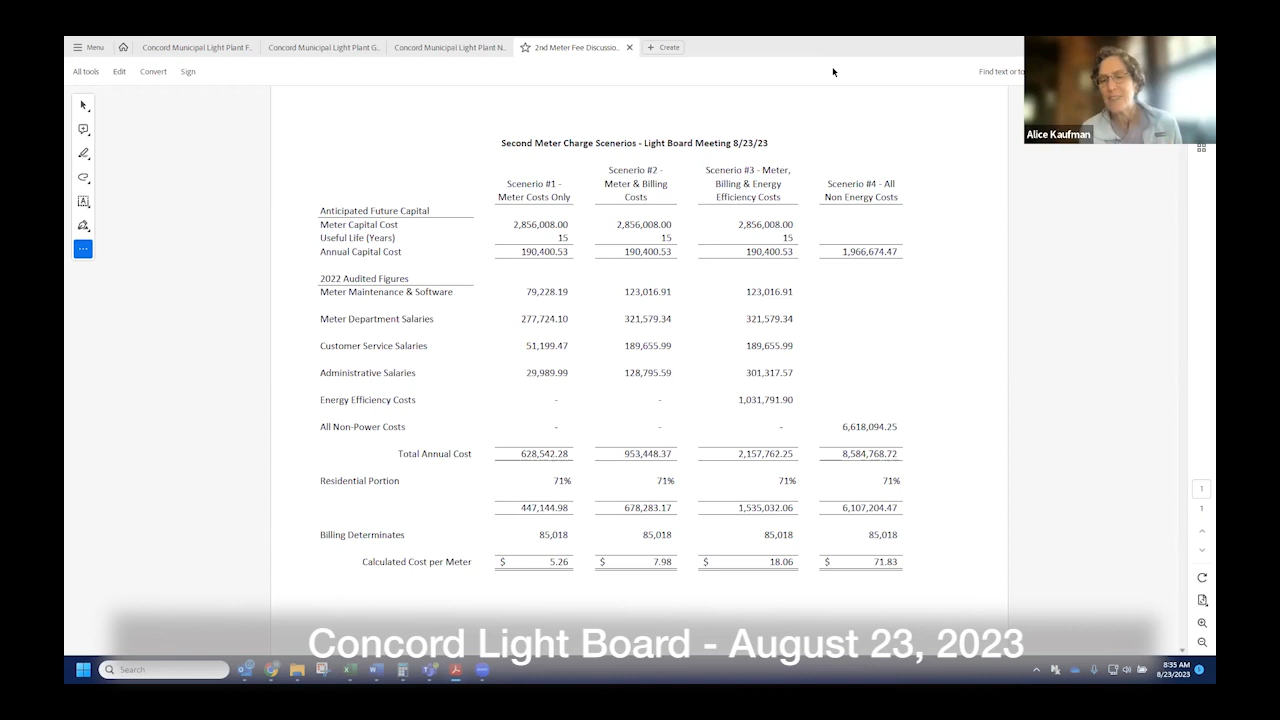 Menu
Concord Municipal Light Plant F..
Concord Municipal Light Plant G..
Concord Municipal Light Plant N..
2nd Meter Fee Discussio..
Create
All tools Edit Convert Sign
Find text or to
Alice Kaufman
Second Meter Charge Scenerios - Light Board Meeting 8/23/23
Scenerio #1 - Meter Costs Only
Scenerio #2 - Meter & Billing Costs
Scenerio #3 - Meter, Billing & Energy Efficiency Costs
Scenerio #4 - All Non Energy Costs
Anticipated Future Capital
Meter Capital Cost 2,856,008.00 2,856,008.00 2,856,008.00
Useful Life (Years) 15 15 15
Annual Capital Cost 190,400.53 190,400.53 190,400.53 1,966,674.47
2022 Audited Figures
Meter Maintenance & Software 79,228.19 123,016.91 123,016.91
Meter Department Salaries 277,724.10 321,579.34 321,579.34
Customer Service Salaries 51,199.47 189,655.99 189,655.99
Administrative Salaries 29,989.99 128,795.59 301,317.57
Energy Efficiency Costs - - 1,031,791.90
All Non-Power Costs - - - 6,618,094.25
Total Annual Cost 628,542.28 953,448.37 2,157,762.25 8,584,768.72
Residential Portion 71% 71% 71% 71%
447,144.98 678,283.17 1,535,032.06 6,107,204.47
Billing Determinates 85,018 85,018 85,018 85,018
Calculated Cost per Meter $ 5.26 $ 7.98 $ 18.06 $ 71.83
1
1
Concord Light Board - August 23, 2023
Search
8:35 AM
8/23/2023